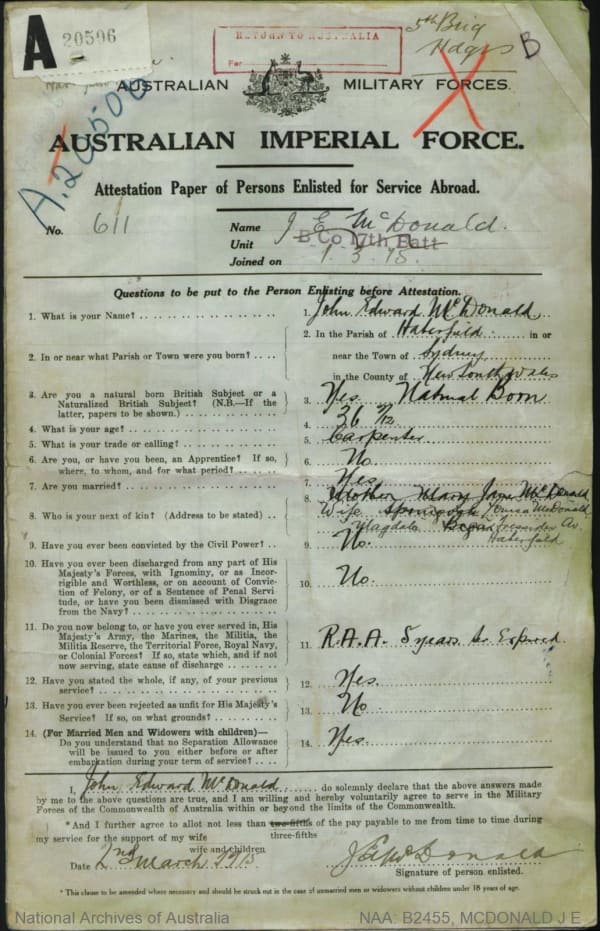 A 20506
RETURN TO AUSTRALIA
For
5th Brig
Hdqrs
B
AUSTRALIAN MILITARY FORCES.
AUSTRALIAN IMPERIAL FORCE.
Attestation Paper of Persons Enlisted for Service Abroad.
No. 611 Name J E McDonald.
Unit B Co 17th Batt
Joined on 1.3.15.
Questions to be put to the Person Enlisting before Attestation.
1. What is your Name? 1. John Edward McDonald
2. In or near what Parish or Town were you born? 2. In the Parish of Haberfield in or
near the Town of Sydney
in the County of New South Wales
3. Are you a natural born British Subject or a
Naturalized British Subject? (N.B.—If the
latter, papers to be shown.) 3. Yes Natural Born
4. What is your age? 4. 36
5. What is your trade or calling? 5. Carpenter
6. Are you, or have you been, an Apprentice? If so,
where, to whom, and for what period? 6. No
7. Are you married? 7. Yes
8. Who is your next of kin? (Address to be stated) 8. Mother Mary Jane McDonald
Wife McDonald
Haberfield
9. Have you ever been convicted by the Civil Power? 9. No.
10. Have you ever been discharged from any part of His
Majesty's Forces, with Ignominy, or as Incor-
rigible and Worthless, or on account of Convic-
tion of Felony, or of a Sentence of Penal Servi-
tude, or have you been dismissed with Disgrace
from the Navy? 10. No.
11. Do you now belong to, or have you ever served in, His
Majesty's Army, the Marines, the Militia, the
Militia Reserve, the Territorial Force, Royal Navy,
or Colonial Forces? If so, state which, and if not
now serving, state cause of discharge 11. R.A.A. 5 years Expired
12. Have you stated the whole, if any, of your previous
service? 12. Yes.
13. Have you ever been rejected as unfit for His Majesty's
Service? If so, on what grounds? 13. No
14. (For Married Men and Widowers with children)—
Do you understand that no Separation Allowance
will be issued to you either before or after
embarkation during your term of service? 14. Yes.
I, John Edward McDonald do solemnly declare that the above answers made
by me to the above questions are true, and I am willing and hereby voluntarily agree to serve in the Military
Forces of the Commonwealth of Australia within or beyond the limits of the Commonwealth.
*And I further agree to allot not less than two-fifths of the pay payable to me from time to time during
three-fifths
my service for the support of my wife
wife and children
Date 2nd March 1915 J E McDonald
Signature of person enlisted.
* This clause to be amended where necessary and should be struck out in the case of unmarried men or widowers without children under 18 years of age.
National Archives of Australia NAA: B2455, MCDONALD J E